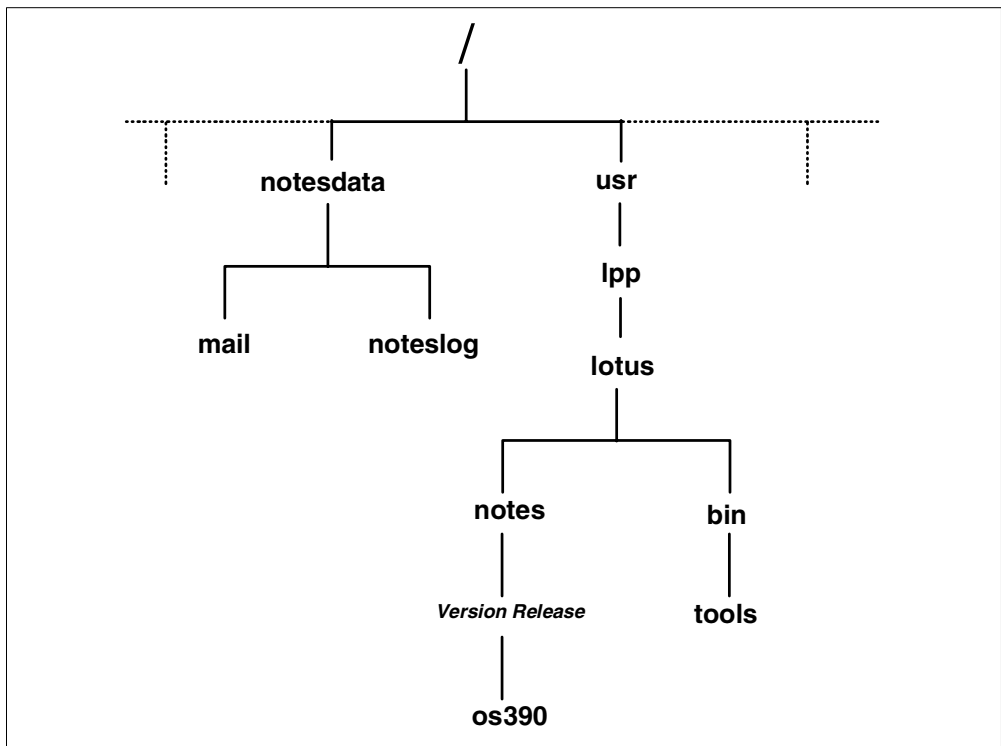 /
notesdata
usr
lpp
mail
noteslog
lotus
notes
bin
Version Release
tools
os390